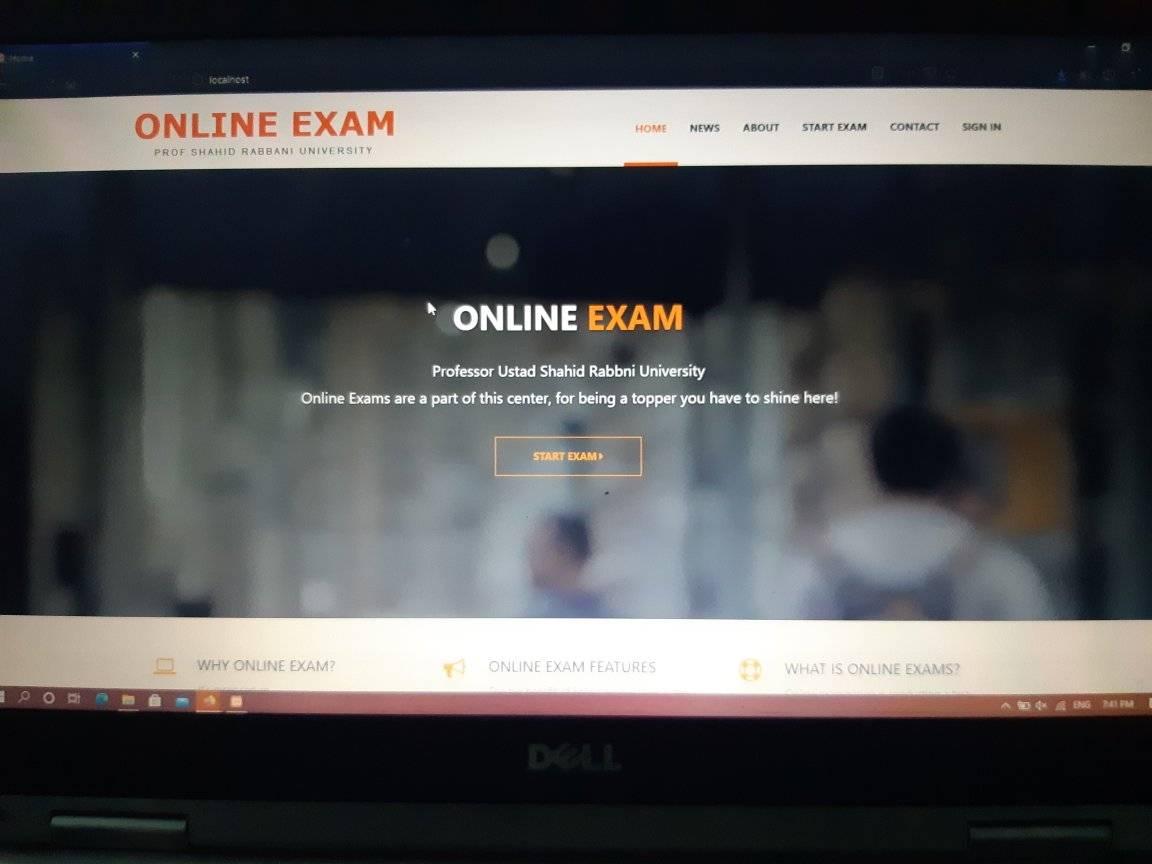 Home
localhost
ONLINE EXAM
PROF SHAHID RABBANI UNIVERSITY
HOME NEWS ABOUT START EXAM CONTACT SIGN IN
ONLINE EXAM
Professor Ustad Shahid Rabbni University
Online Exams are a part of this center, for being a topper you have to shine here!
START EXAM
WHY ONLINE EXAM? ONLINE EXAM FEATURES WHAT IS ONLINE EXAMS?
ENG 7:41 PM
DELL